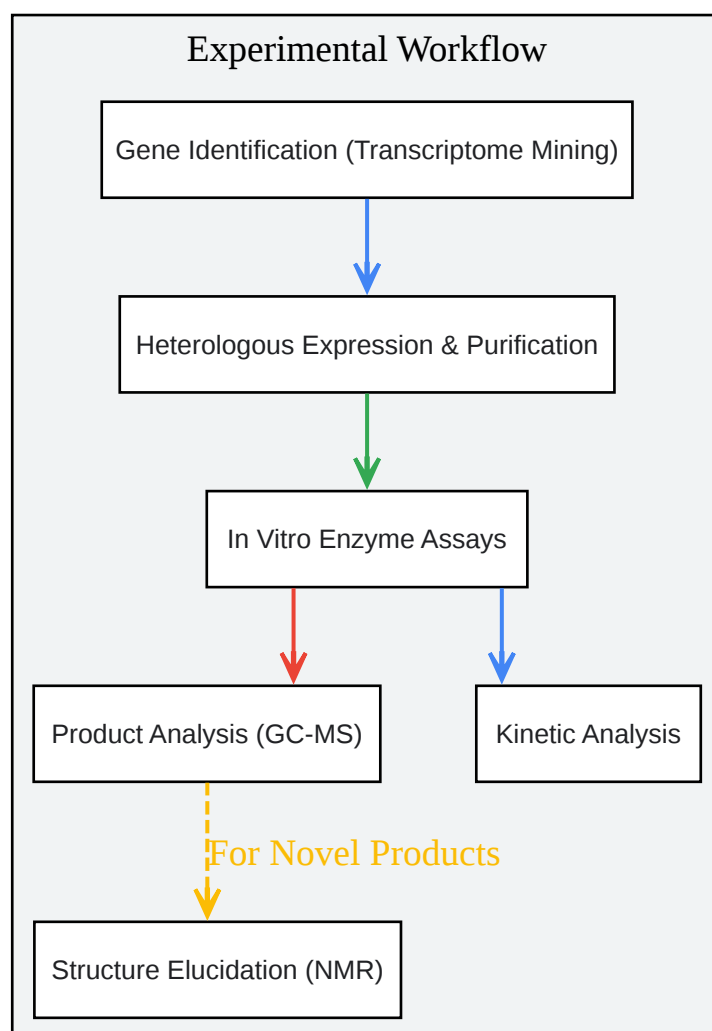 Experimental Workflow
Gene Identification (Transcriptome Mining)
Heterologous Expression & Purification
In Vitro Enzyme Assays
Product Analysis (GC-MS)
Kinetic Analysis
For Novel Products
Structure Elucidation (NMR)